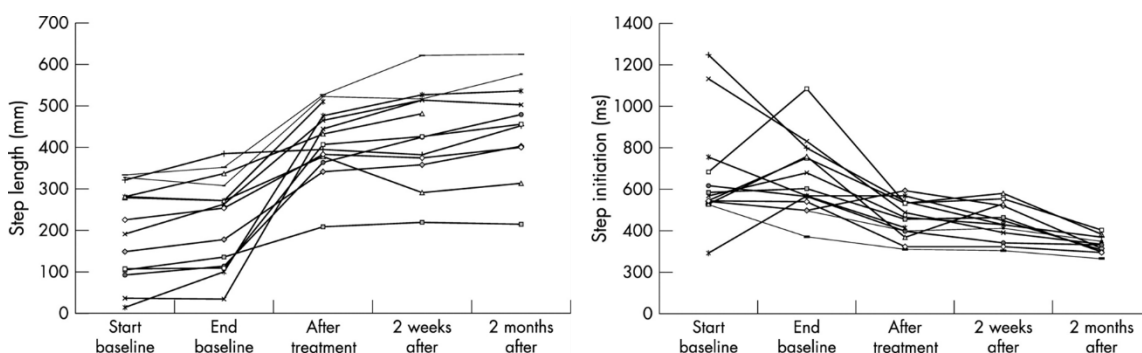 700
600
500
400
300
200
100
0
Step length (mm)
Start baseline
End baseline
After treatment
2 weeks after
2 months after
1400
1200
1000
800
600
400
300
0
Step initiation (ms)
Start baseline
End baseline
After treatment
2 weeks after
2 months after